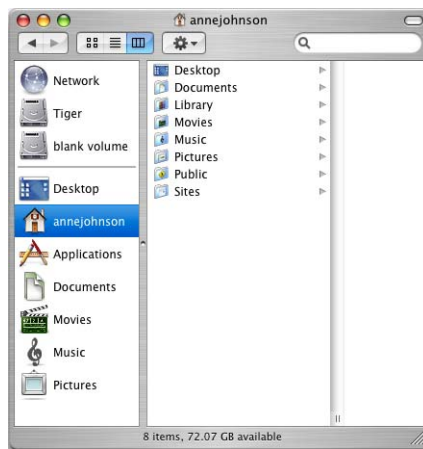 annejohnson
Network
Tiger
blank volume
Desktop
annejohnson
Applications
Documents
Movies
Music
Pictures
Desktop
Documents
Library
Movies
Music
Pictures
Public
Sites
8 items, 72.07 GB available